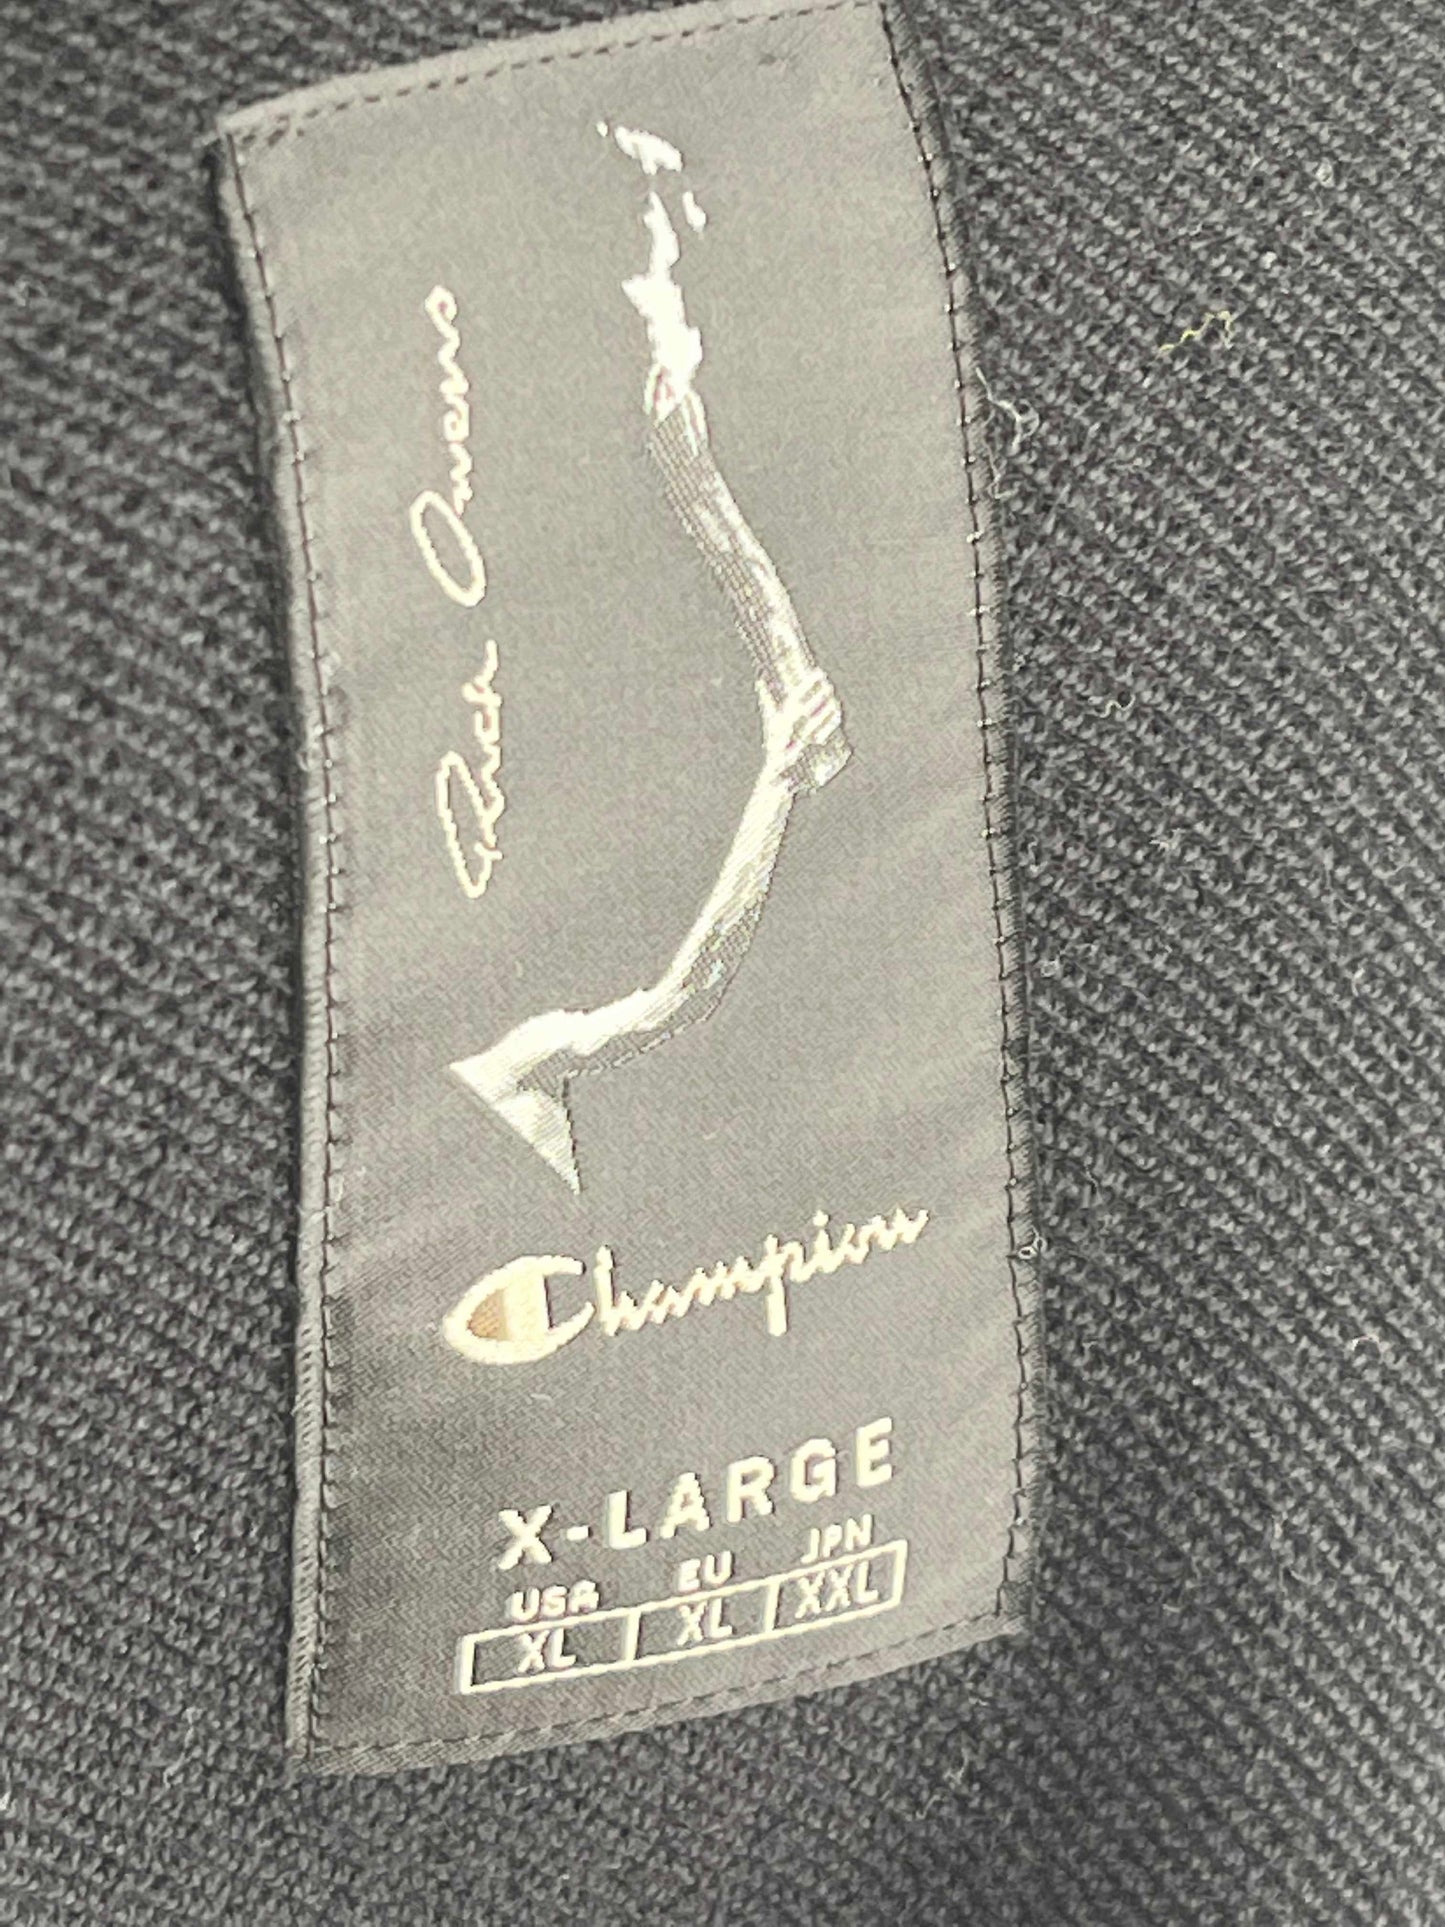 Rick Owens
Champion
X-LARGE
USA EU JPN
XL XL XXL